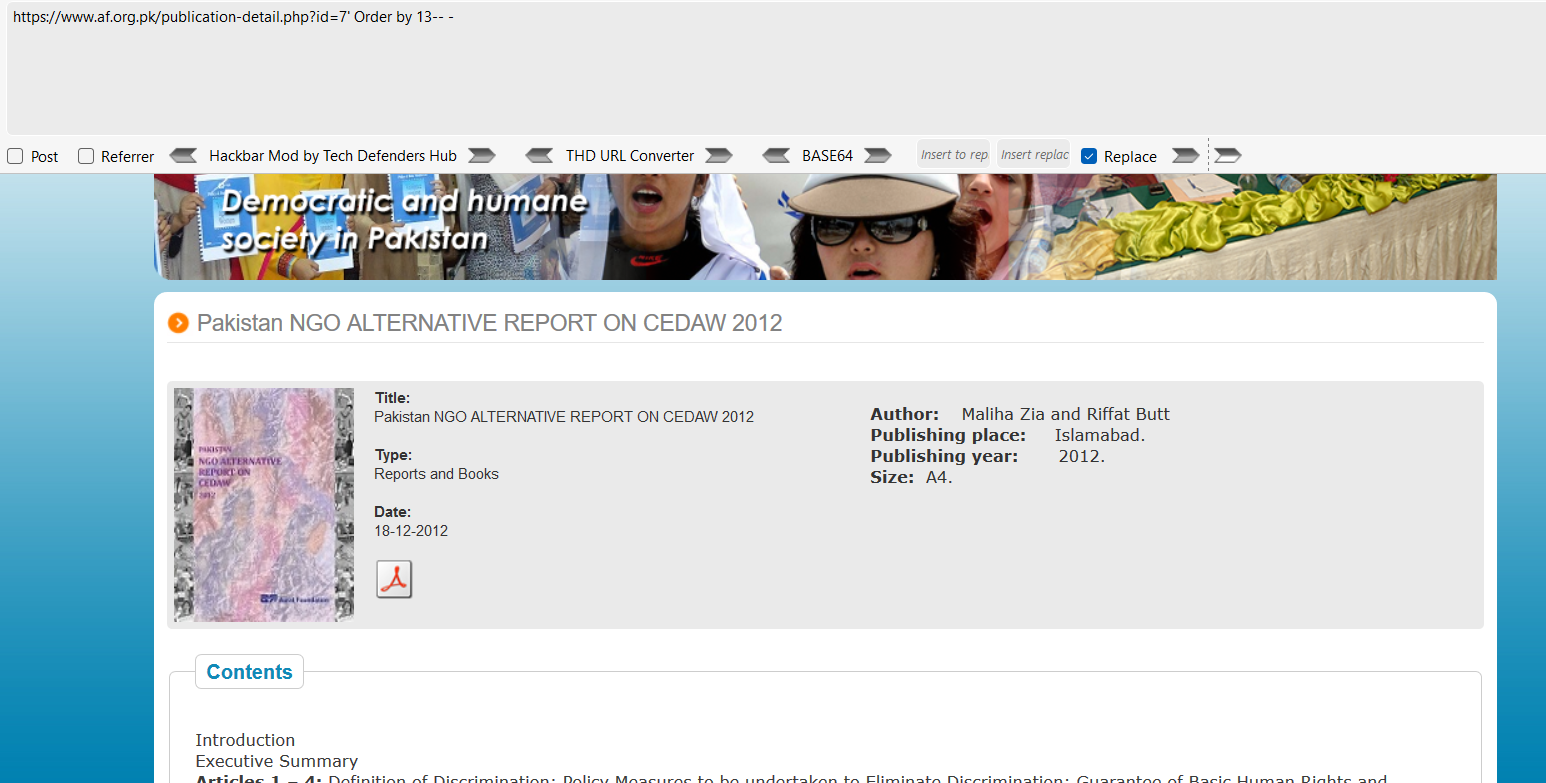 https://www.af.org.pk/publication-detail.php?id=7' Order by 13-- -
Post Referrer Hackbar Mod by Tech Defenders Hub THD URL Converter BASE64 Insert to rep Insert replac Replace
Democratic and humane
society in Pakistan
Pakistan NGO ALTERNATIVE REPORT ON CEDAW 2012
PAKISTAN
NGO ALTERNATIVE
REPORT ON
CEDAW
2012
Title:
Pakistan NGO ALTERNATIVE REPORT ON CEDAW 2012
Type:
Reports and Books
Date:
18-12-2012
Author: Maliha Zia and Riffat Butt
Publishing place: Islamabad.
Publishing year: 2012.
Size: A4.
Contents
Introduction
Executive Summary
Articles 1 – 4: Definition of Discrimination; Policy Measures to be undertaken to Eliminate Discrimination; Guarantee of Basic Human Rights and